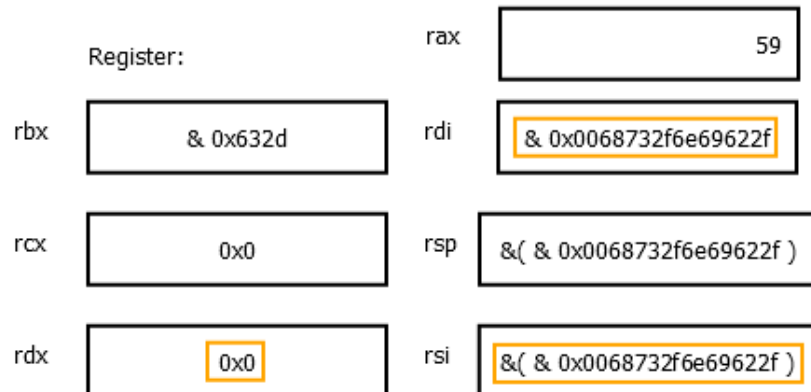 Register:
rax
59
rbx
& 0x632d
rdi
& 0x0068732f6e69622f
rcx
0x0
rsp
&( & 0x0068732f6e69622f )
rdx
0x0
rsi
&( & 0x0068732f6e69622f )